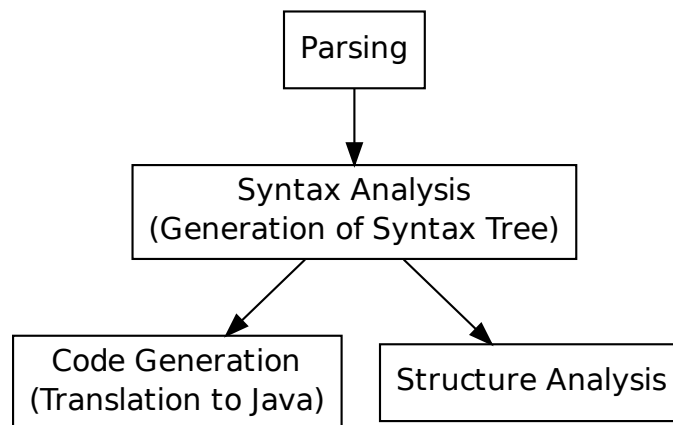 Parsing
Syntax Analysis
(Generation of Syntax Tree)
Code Generation
(Translation to Java)
Structure Analysis